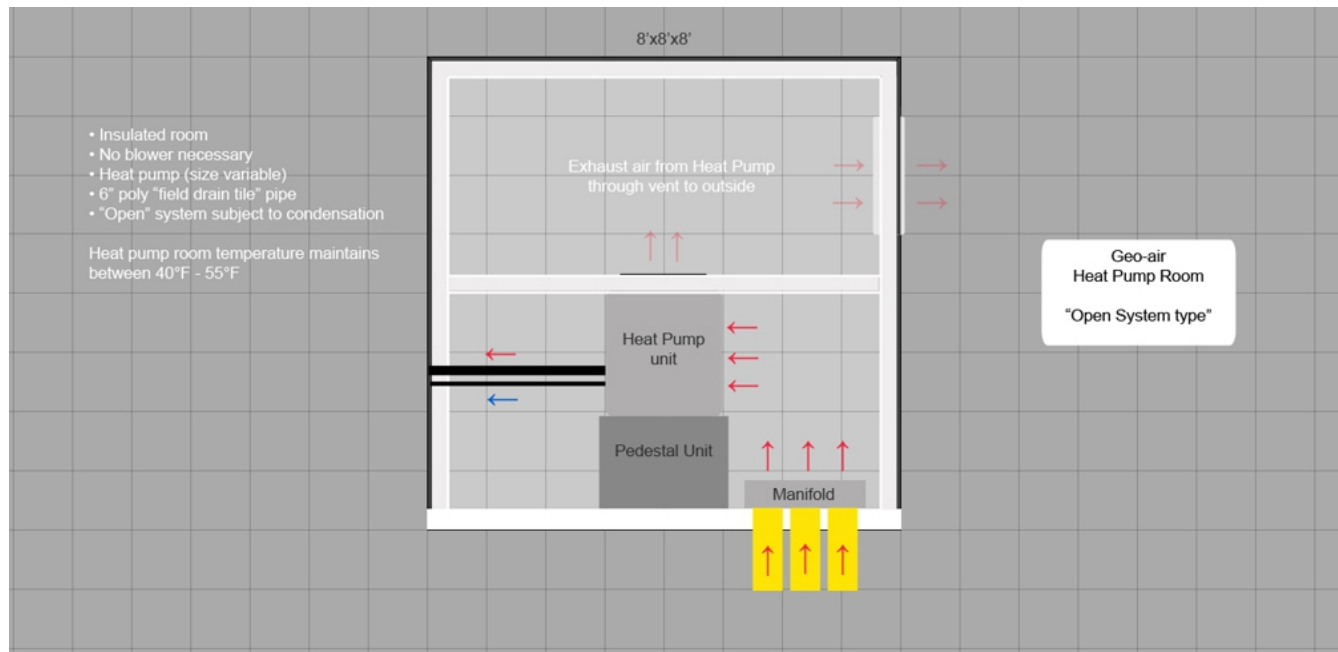 8'x8'x8'
• Insulated room
• No blower necessary
• Heat pump (size variable)
• 6” poly “field drain tile” pipe
• “Open” system subject to condensation
Heat pump room temperature maintains
between 40°F - 55°F
Exhaust air from Heat Pump
through vent to outside
Geo-air
Heat Pump Room
“Open System type”
Heat Pump
unit
Pedestal Unit
Manifold